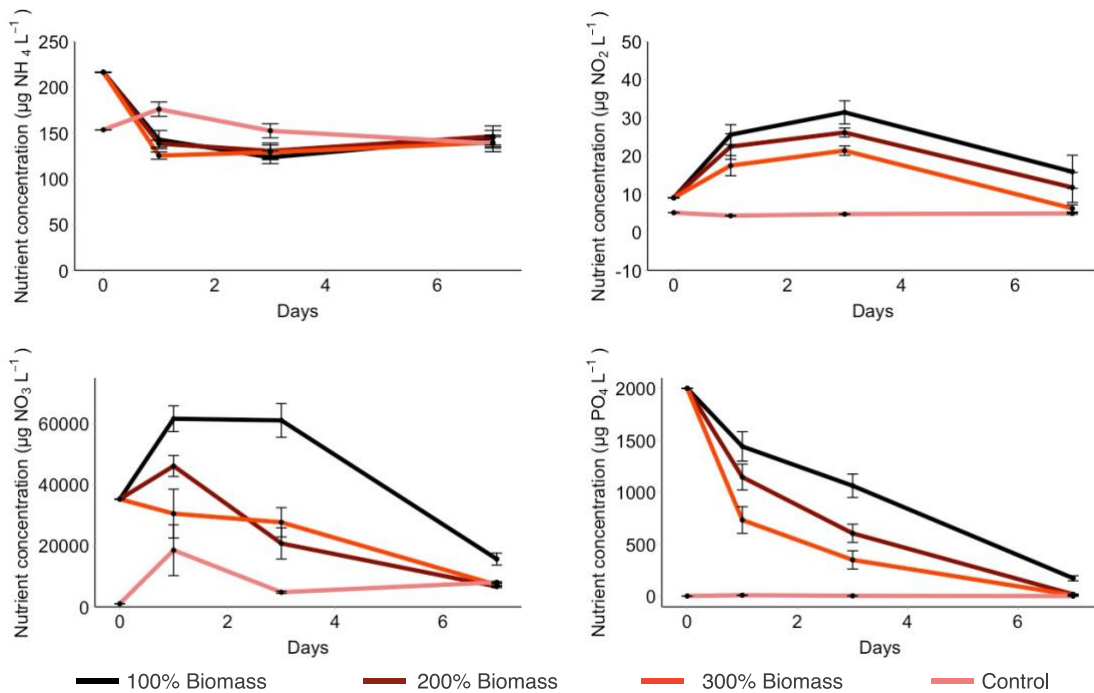 Nutrient concentration (µg NH 4 L⁻¹ )
250
200
150
100
50
0
0 2 4 6
Days
Nutrient concentration (µg NO₂ L⁻¹ )
50
40
30
20
10
0
-10
0 2 4 6
Days
Nutrient concentration (µg NO₃ L⁻¹ )
60000
40000
20000
0
0 2 4 6
Days
Nutrient concentration (µg PO₄ L⁻¹ )
2000
1500
1000
500
0
0 2 4 6
Days
100% Biomass 200% Biomass 300% Biomass Control